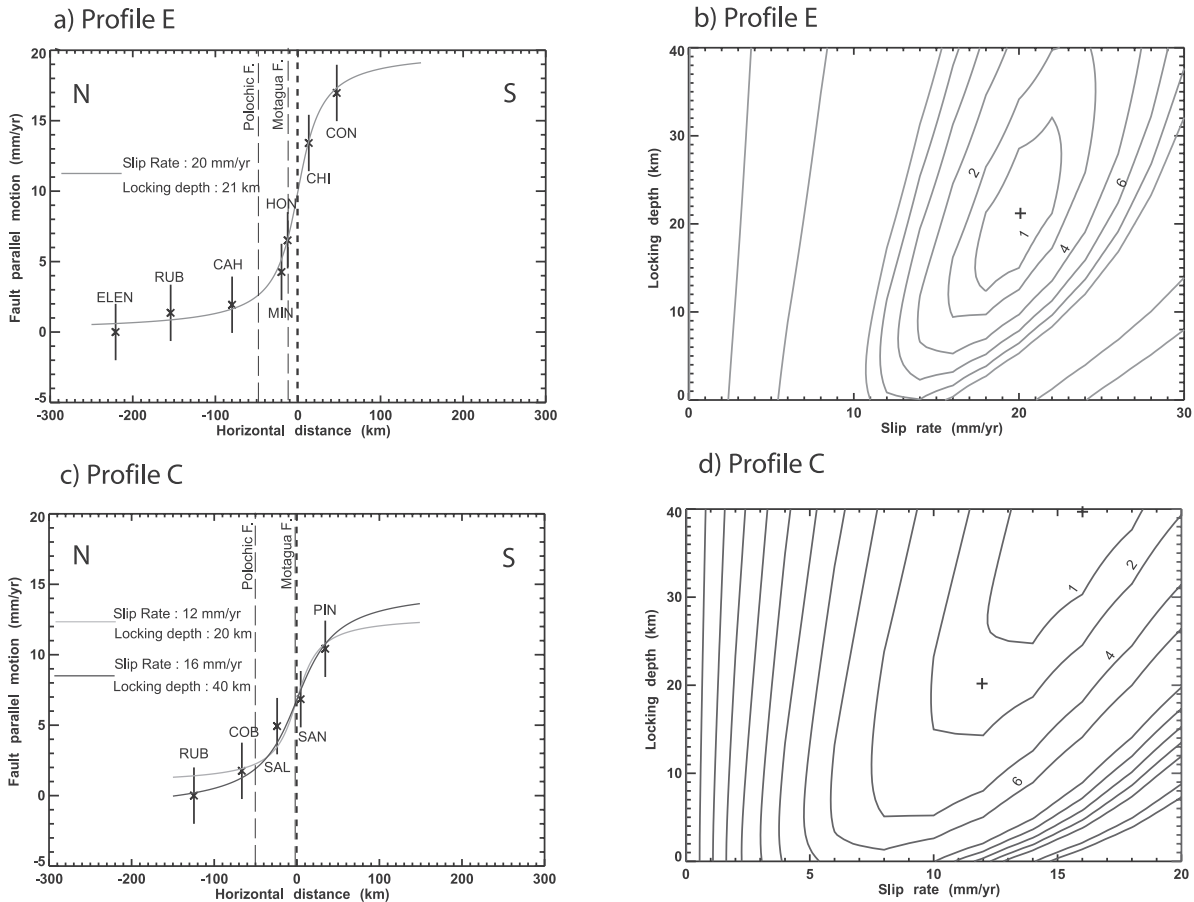 a) Profile E
20
15
10
5
0
-5
-300
-200
-100
0
100
200
300
Fault parallel motion (mm/yr)
Horizontal distance (km)
N
S
Polochic F.
Motagua F.
Slip Rate : 20 mm/yr
Locking depth : 21 km
ELEN
RUB
CAH
MIN
HON
CHI
CON
b) Profile E
40
30
20
10
0
0
10
20
30
Locking depth (km)
Slip rate (mm/yr)
2
1
4
6
c) Profile C
20
15
10
5
0
-5
-300
-200
-100
0
100
200
300
Fault parallel motion (mm/yr)
Horizontal distance (km)
N
S
Polochic F.
Motagua F.
Slip Rate : 12 mm/yr
Locking depth : 20 km
Slip Rate : 16 mm/yr
Locking depth : 40 km
RUB
COB
SAL
SAN
PIN
d) Profile C
40
30
20
10
0
0
5
10
15
20
Locking depth (km)
Slip rate (mm/yr)
1
2
4
6